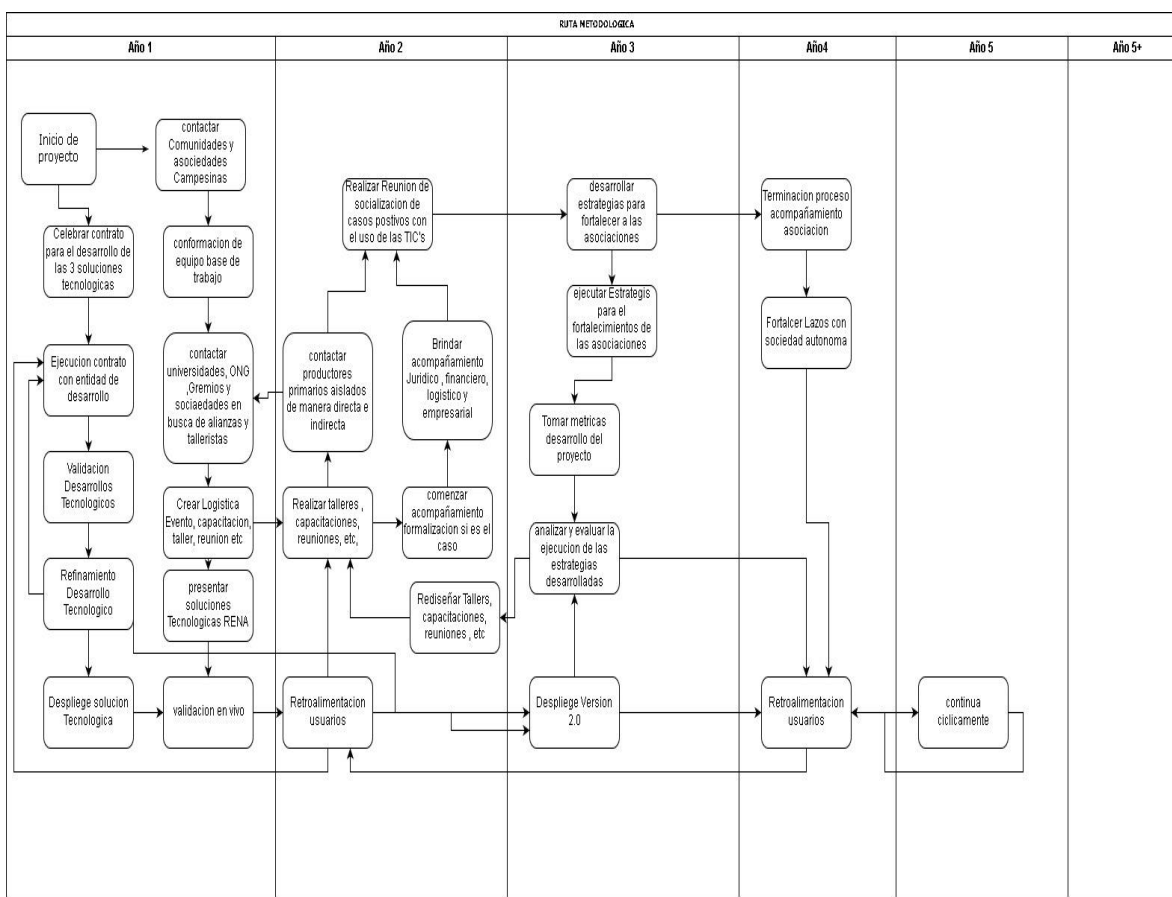 RUTA METODOLOGICA
Año 1
Año 2
Año 3
Año4
Año 5
Año 5+
Inicio de
proyecto
contactar
Comunidades y
asociedades
Campesinas
Celebrar contrato
para el desarrollo de
las 3 soluciones
tecnologicas
conformacion de
equipo base de
trabajo
Ejecucion contrato
con entidad de
desarrollo
contactar
universidades, ONG
,Gremios y
sociaedades en
busca de alianzas y
talleristas
Validacion
Desarrollos
Tecnologicos
Crear Logistica
Evento, capacitacion,
taller, reunion etc
Refinamiento
Desarrollo
Tecnologico
presentar
soluciones
Tecnologicas RENA
Despliege solucion
Tecnologica
validacion en vivo
Realizar Reunion de
socializacion de
casos postivos con
el uso de las TIC's
contactar
productores
primarios aislados
de manera directa e
indirecta
Brindar
acompañamiento
Juridico , financiero,
logistico y
empresarial
Realizar talleres ,
capacitaciones,
reuniones, etc,
comenzar
acompañamiento
formalizacion si es el
caso
Rediseñar Tallers,
capacitaciones,
reuniones , etc
Retroalimentacion
usuarios
desarrollar
estrategias para
fortalecer a las
asociaciones
ejecutar Estrategis
para el
fortalecimientos de
las asociaciones
Tomar metricas
desarrollo del
proyecto
analizar y evaluar la
ejecucion de las
estrategias
desarrolladas
Despliege Version
2.0
Terminacion proceso
acompañamiento
asociacion
Fortalcer Lazos con
sociedad autonoma
Retroalimentacion
usuarios
continua
ciclicamente